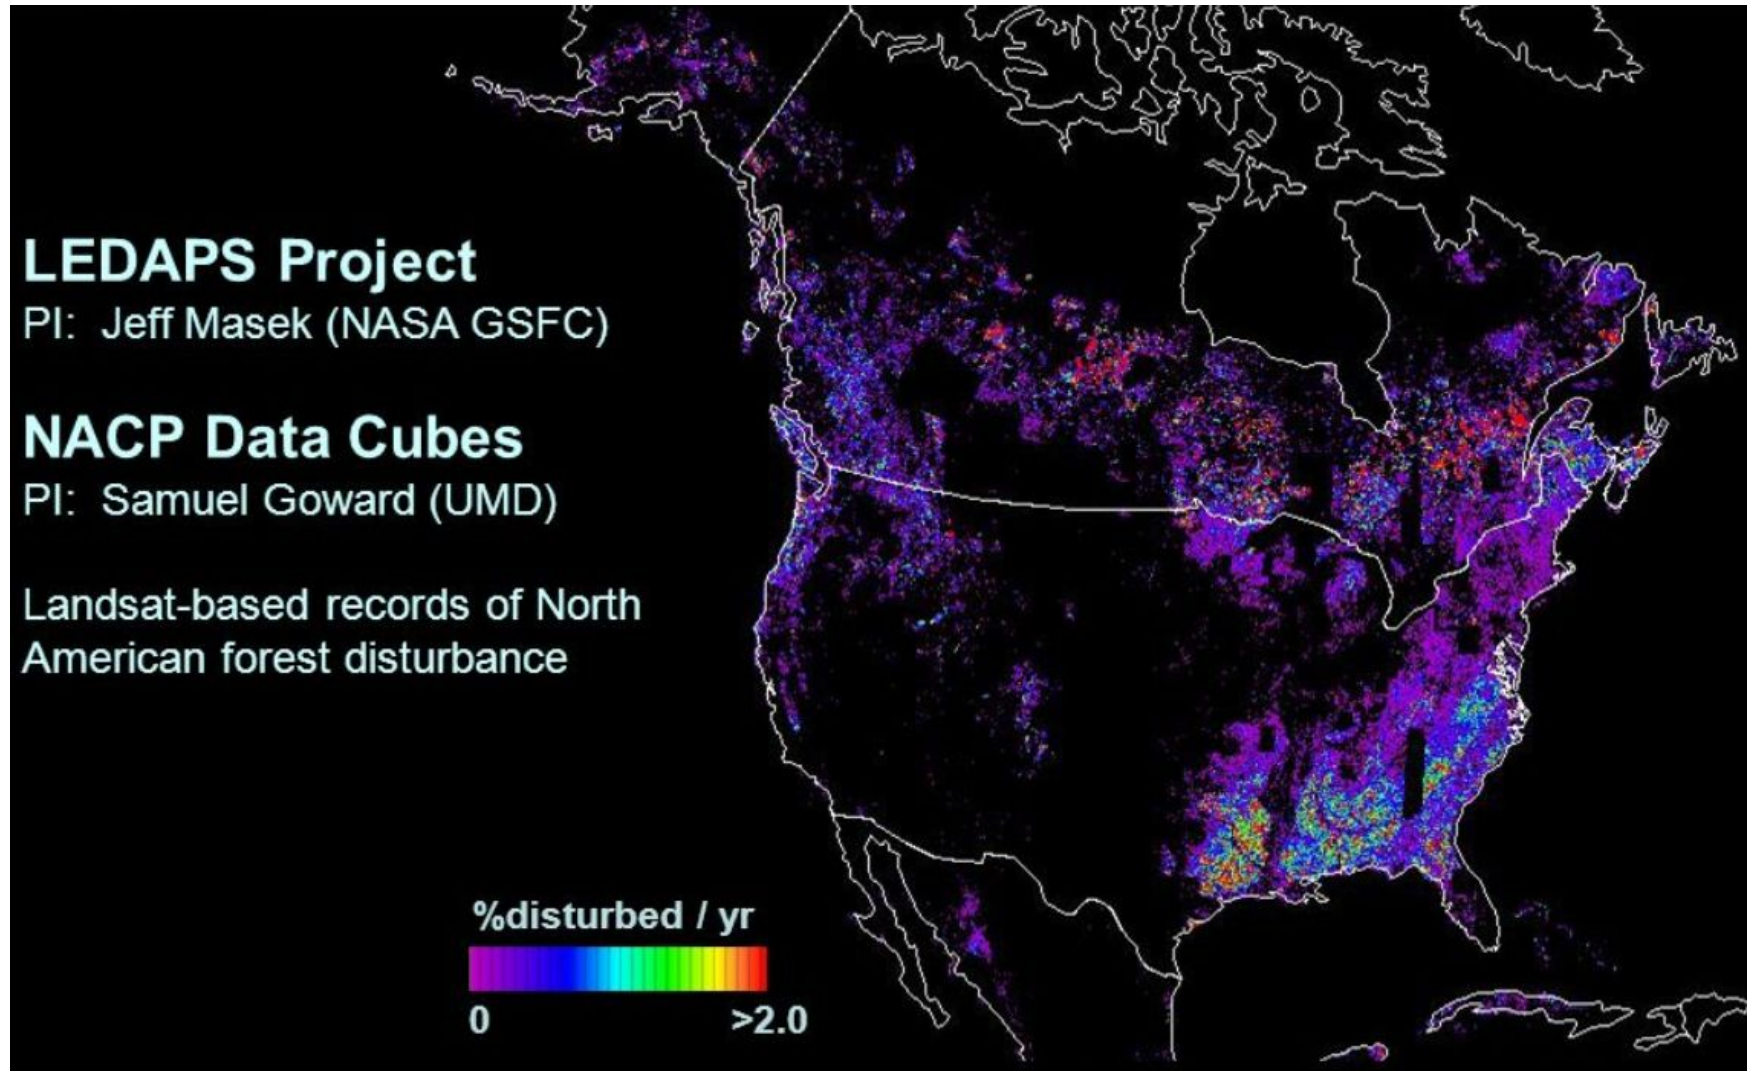 LEDAPS Project
PI: Jeff Masek (NASA GSFC)
NACP Data Cubes
PI: Samuel Goward (UMD)
Landsat-based records of North
American forest disturbance
%disturbed / yr
0 >2.0